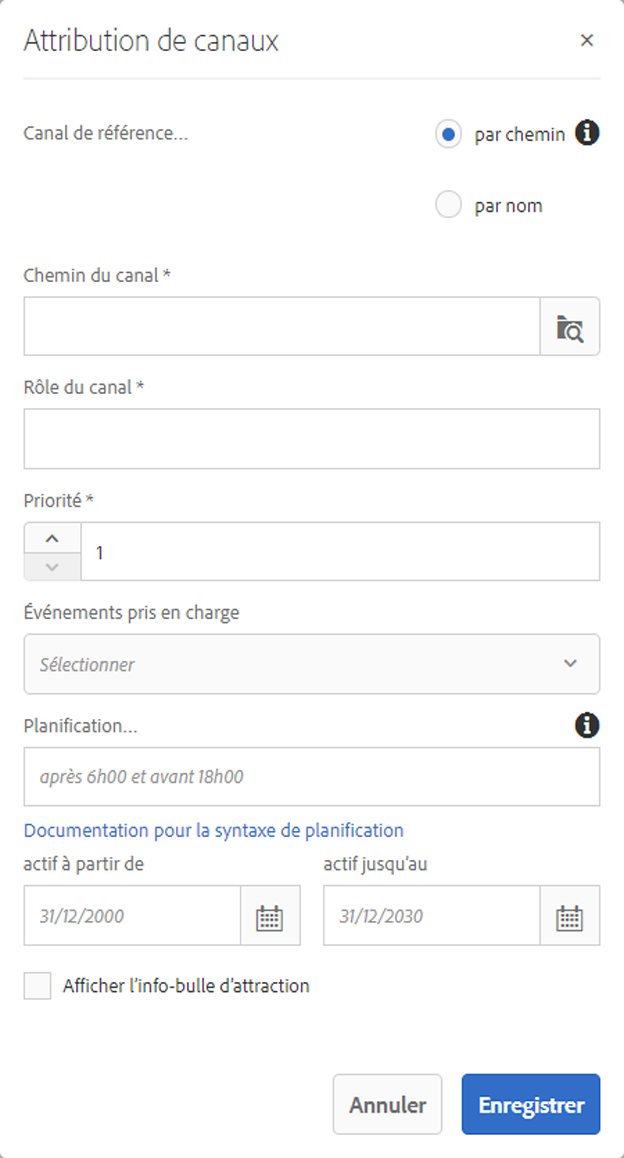 Attribution de canaux
Canal de référence...
par chemin
par nom
Chemin du canal *
Rôle du canal *
Priorité *
1
Événements pris en charge
Sélectionner
Planification...
après 6h00 et avant 18h00
Documentation pour la syntaxe de planification
actif à partir de
actif jusqu'au
31/12/2000
31/12/2030
Afficher l'info-bulle d'attraction
Annuler
Enregistrer